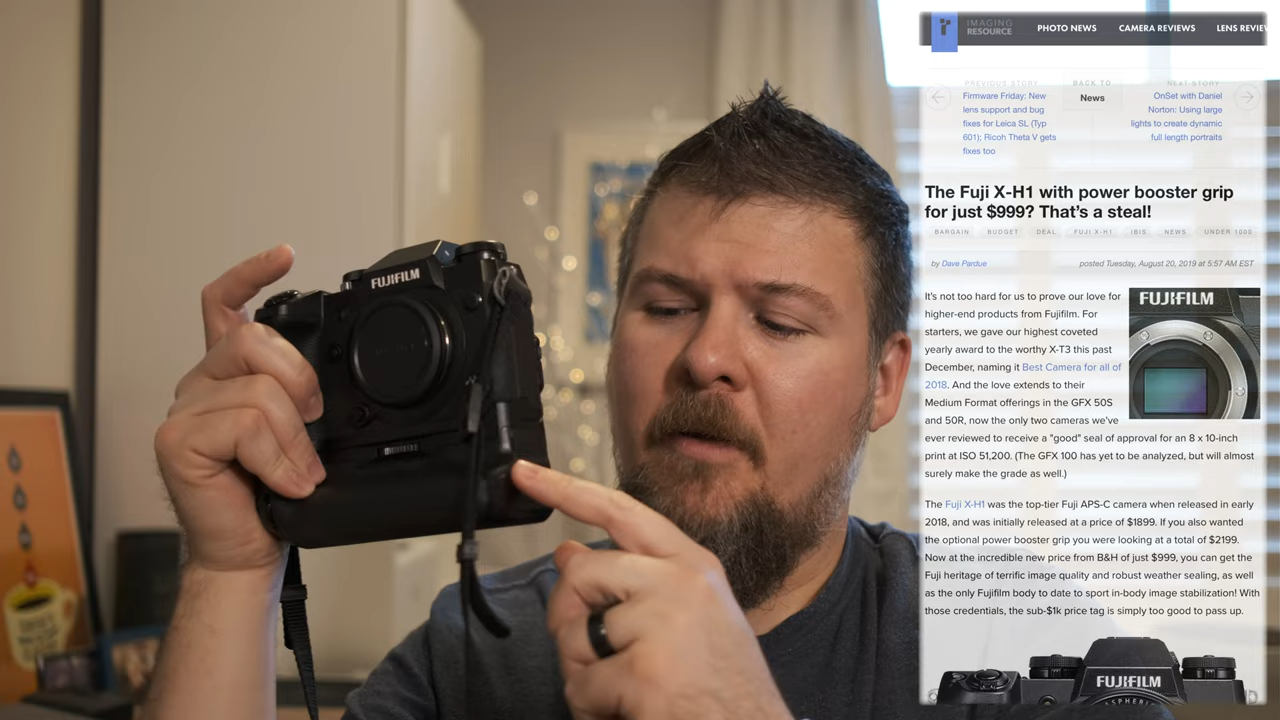 FUJIFILM
IMAGING
RESOURCE
PHOTO NEWS
CAMERA REVIEWS
PREVIOUS STORY
Firmware Friday: New
lens support and bug
fixes for Leica SL (Typ
601); Ricoh Theta V gets
fixes too
BACK TO
News
NEXT STORY
OnSet with Daniel
Norton: Using large
lights to create dynamic
full length portraits
The Fuji X-H1 with power booster grip
for just $999? That's a steal!
BARGAIN BUDGET DEAL FUJI X-H1 IBIS NEWS UNDER 1000
by Dave Pardue
posted Tuesday, August 20, 2019 at 5:57 AM EST
It's not too hard for us to prove our love for
higher-end products from Fujifilm. For
starters, we gave our highest coveted
yearly award to the worthy X-T3 this past
December, naming it Best Camera for all of
2018. And the love extends to their
Medium Format offerings in the GFX 50S
and 50R, now the only two cameras we've
ever reviewed to receive a "good" seal of approval for an 8 x 10-inch
print at ISO 51,200. (The GFX 100 has yet to be analyzed, but will almost
surely make the grade as well.)
FUJIFILM
The Fuji X-H1 was the top-tier Fuji APS-C camera when released in early
2018, and was initially released at a price of $1899. If you also wanted
the optional power booster grip you were looking at a total of $2199.
Now at the incredible new price from B&H of just $999, you can get the
Fuji heritage of terrific image quality and robust weather sealing, as well
as the only Fujifilm body to date to sport in-body image stabilization! With
those credentials, the sub-$1k price tag is simply too good to pass up.
FUJIFILM